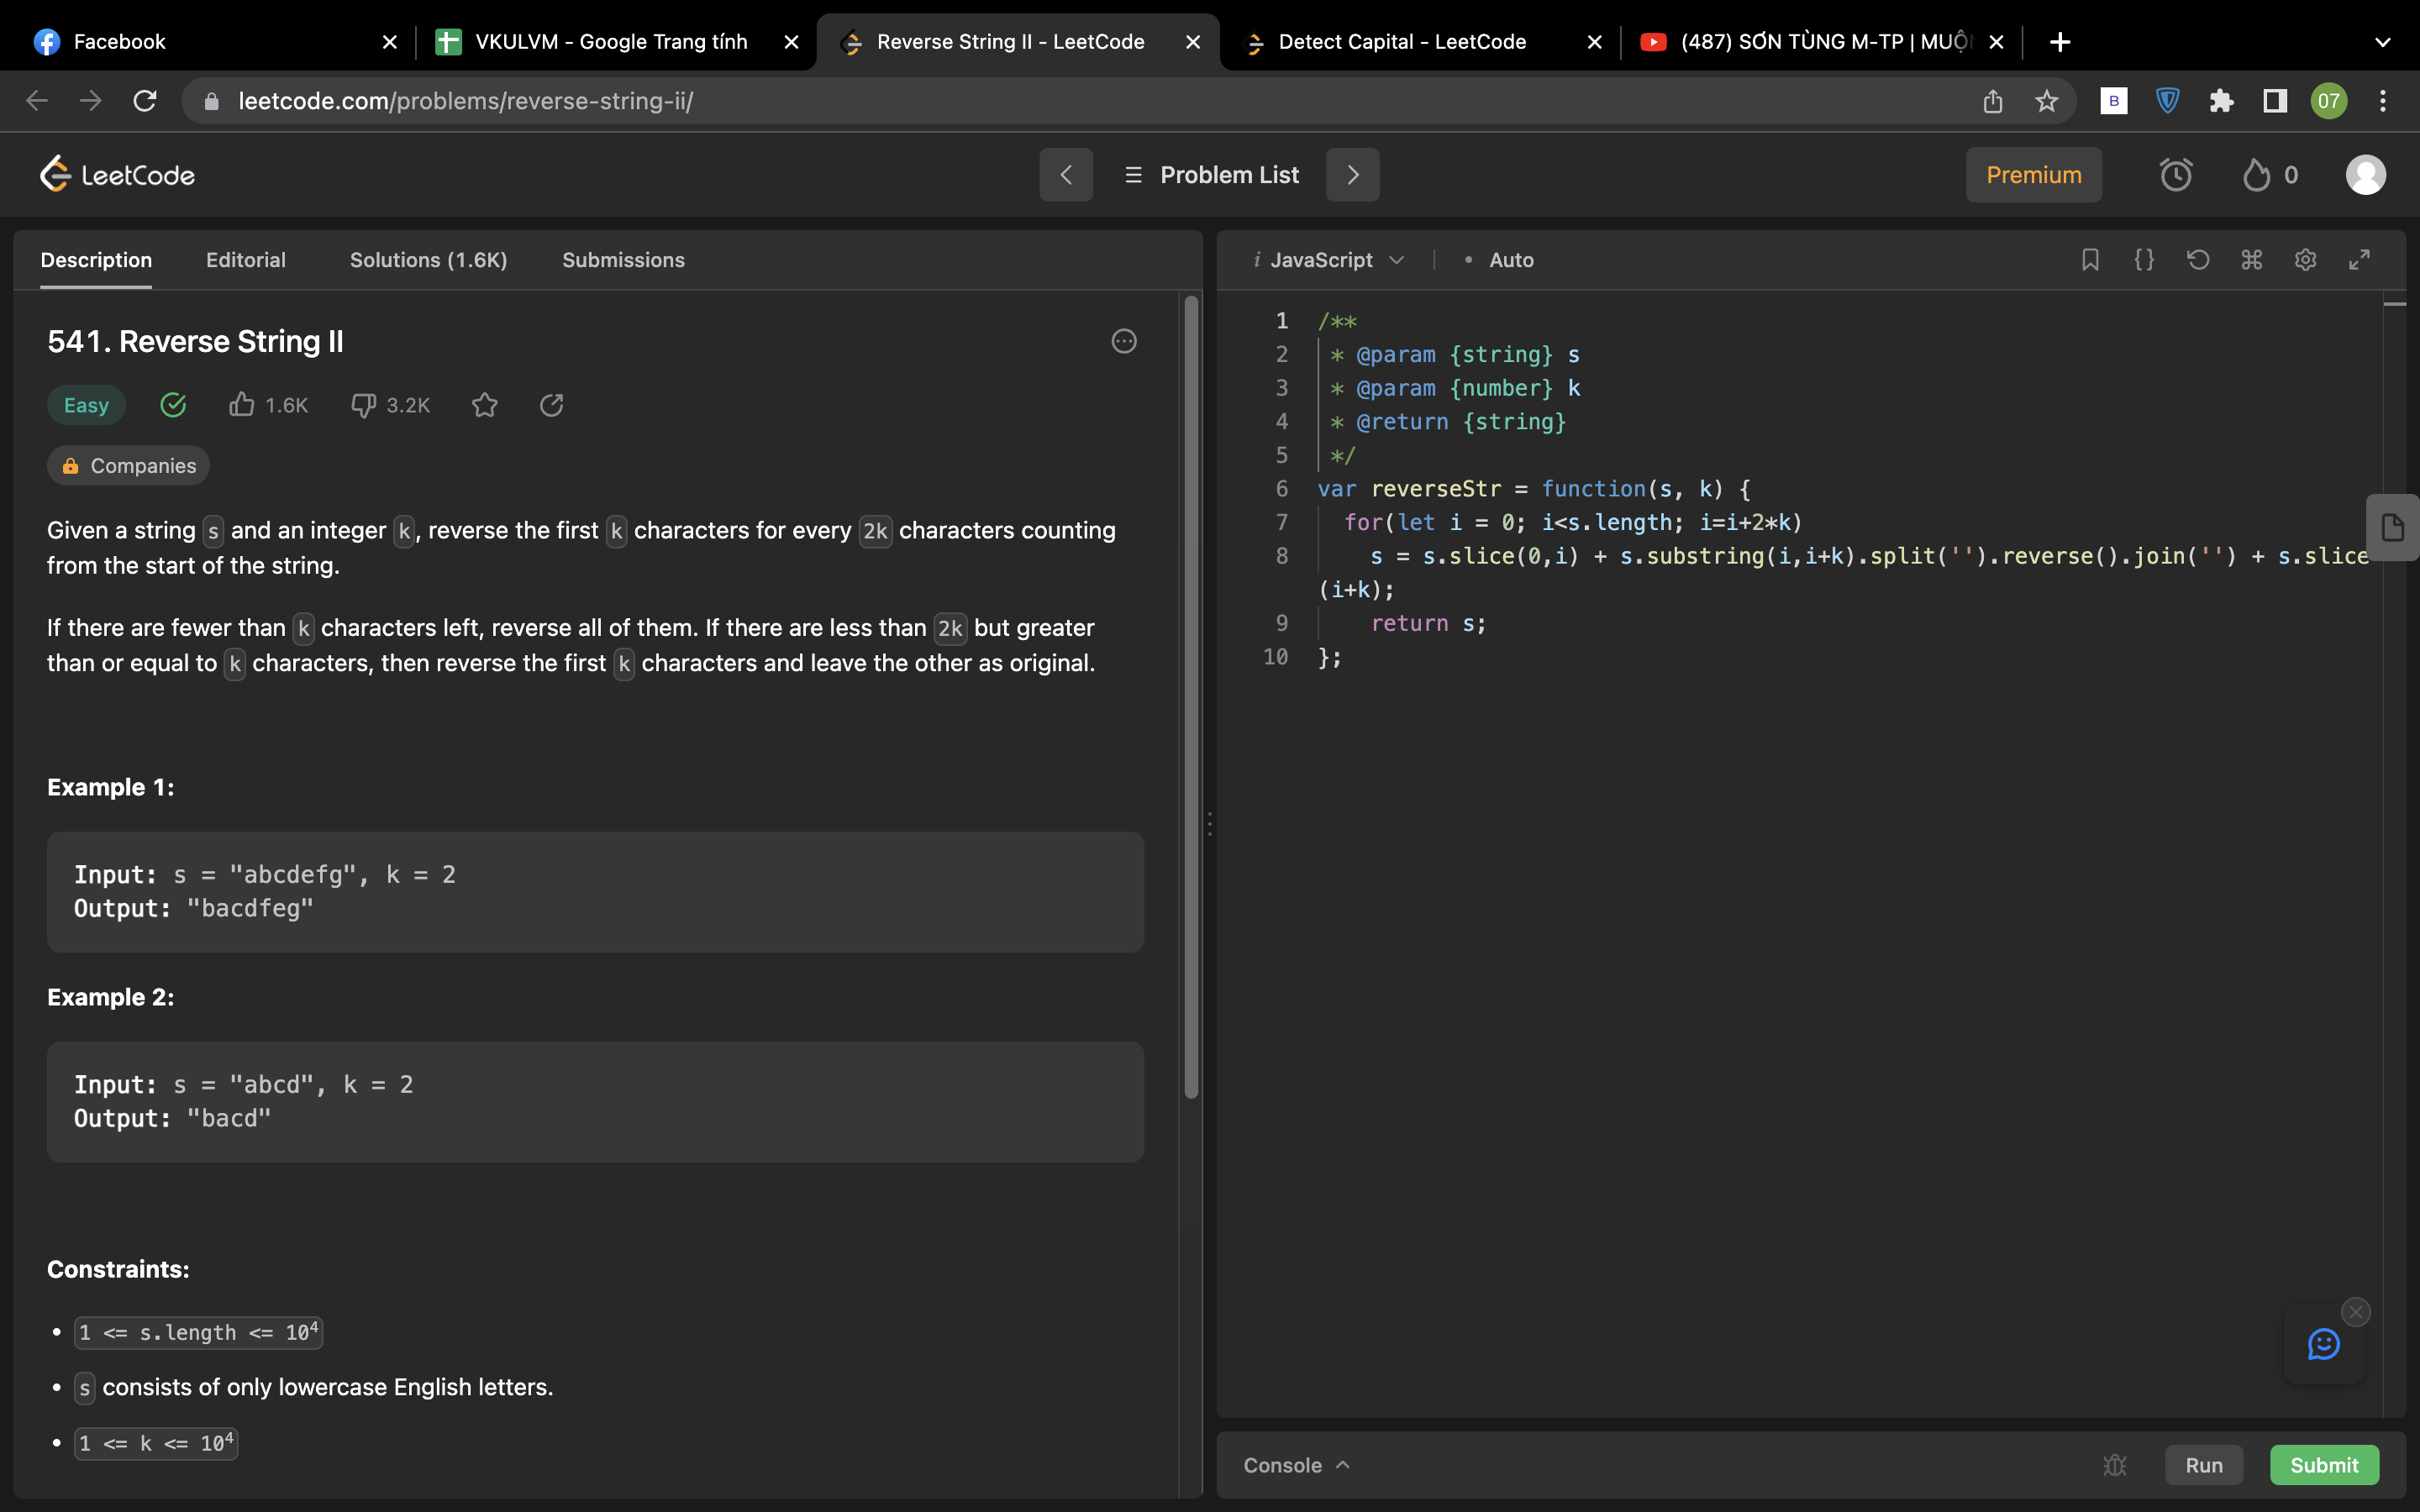 Facebook
VKULVM - Google Trang tính
Reverse String II - LeetCode
Detect Capital - LeetCode
(487) SƠN TÙNG M-TP | MUỘN
leetcode.com/problems/reverse-string-ii/
B
07
LeetCode
Problem List
Premium
0
Description
Editorial
Solutions (1.6K)
Submissions
541. Reverse String II
Easy
1.6K
3.2K
Companies
Given a string s and an integer k, reverse the first k characters for every 2k characters counting
from the start of the string.
If there are fewer than k characters left, reverse all of them. If there are less than 2k but greater
than or equal to k characters, then reverse the first k characters and leave the other as original.
Example 1:
Input: s = "abcdefg", k = 2
Output: "bacdfeg"
Example 2:
Input: s = "abcd", k = 2
Output: "bacd"
Constraints:
• 1 <= s.length <= 10⁴
• s consists of only lowercase English letters.
• 1 <= k <= 10⁴
i JavaScript
• Auto
1 /**
2 * @param {string} s
3 * @param {number} k
4 * @return {string}
5 */
6 var reverseStr = function(s, k) {
7 for(let i = 0; i<s.length; i=i+2*k)
8 s = s.slice(0,i) + s.substring(i,i+k).split('').reverse().join('') + s.slice
(i+k);
9 return s;
10 };
Console
Run
Submit